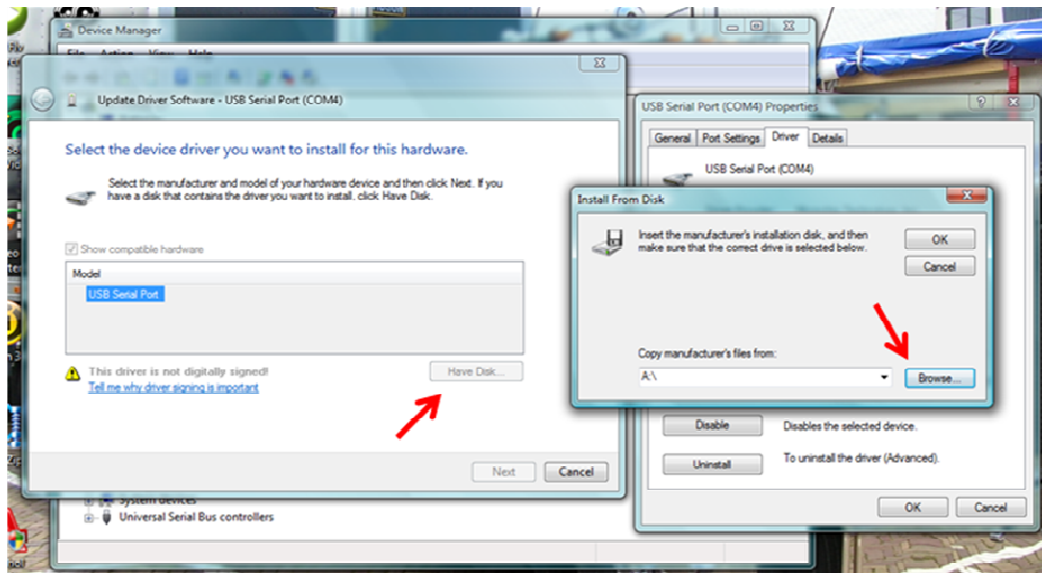 Device Manager
File Action View Help
Update Driver Software - USB Serial Port (COM4)
Select the device driver you want to install for this hardware.
Select the manufacturer and model of your hardware device and then click Next. If you
have a disk that contains the driver you want to install, click Have Disk.
Show compatible hardware
Model
USB Serial Port
This driver is not digitally signed!
Tell me why driver signing is important
Have Disk...
Next
Cancel
System devices
Universal Serial Bus controllers
USB Serial Port (COM4) Properties
General
Port Settings
Driver
Details
USB Serial Port (COM4)
Install From Disk
Insert the manufacturer's installation disk, and then
make sure that the correct drive is selected below.
OK
Cancel
Copy manufacturer's files from:
A:\
Browse...
Disable
Disables the selected device.
Uninstall
To uninstall the driver (Advanced).
OK
Cancel